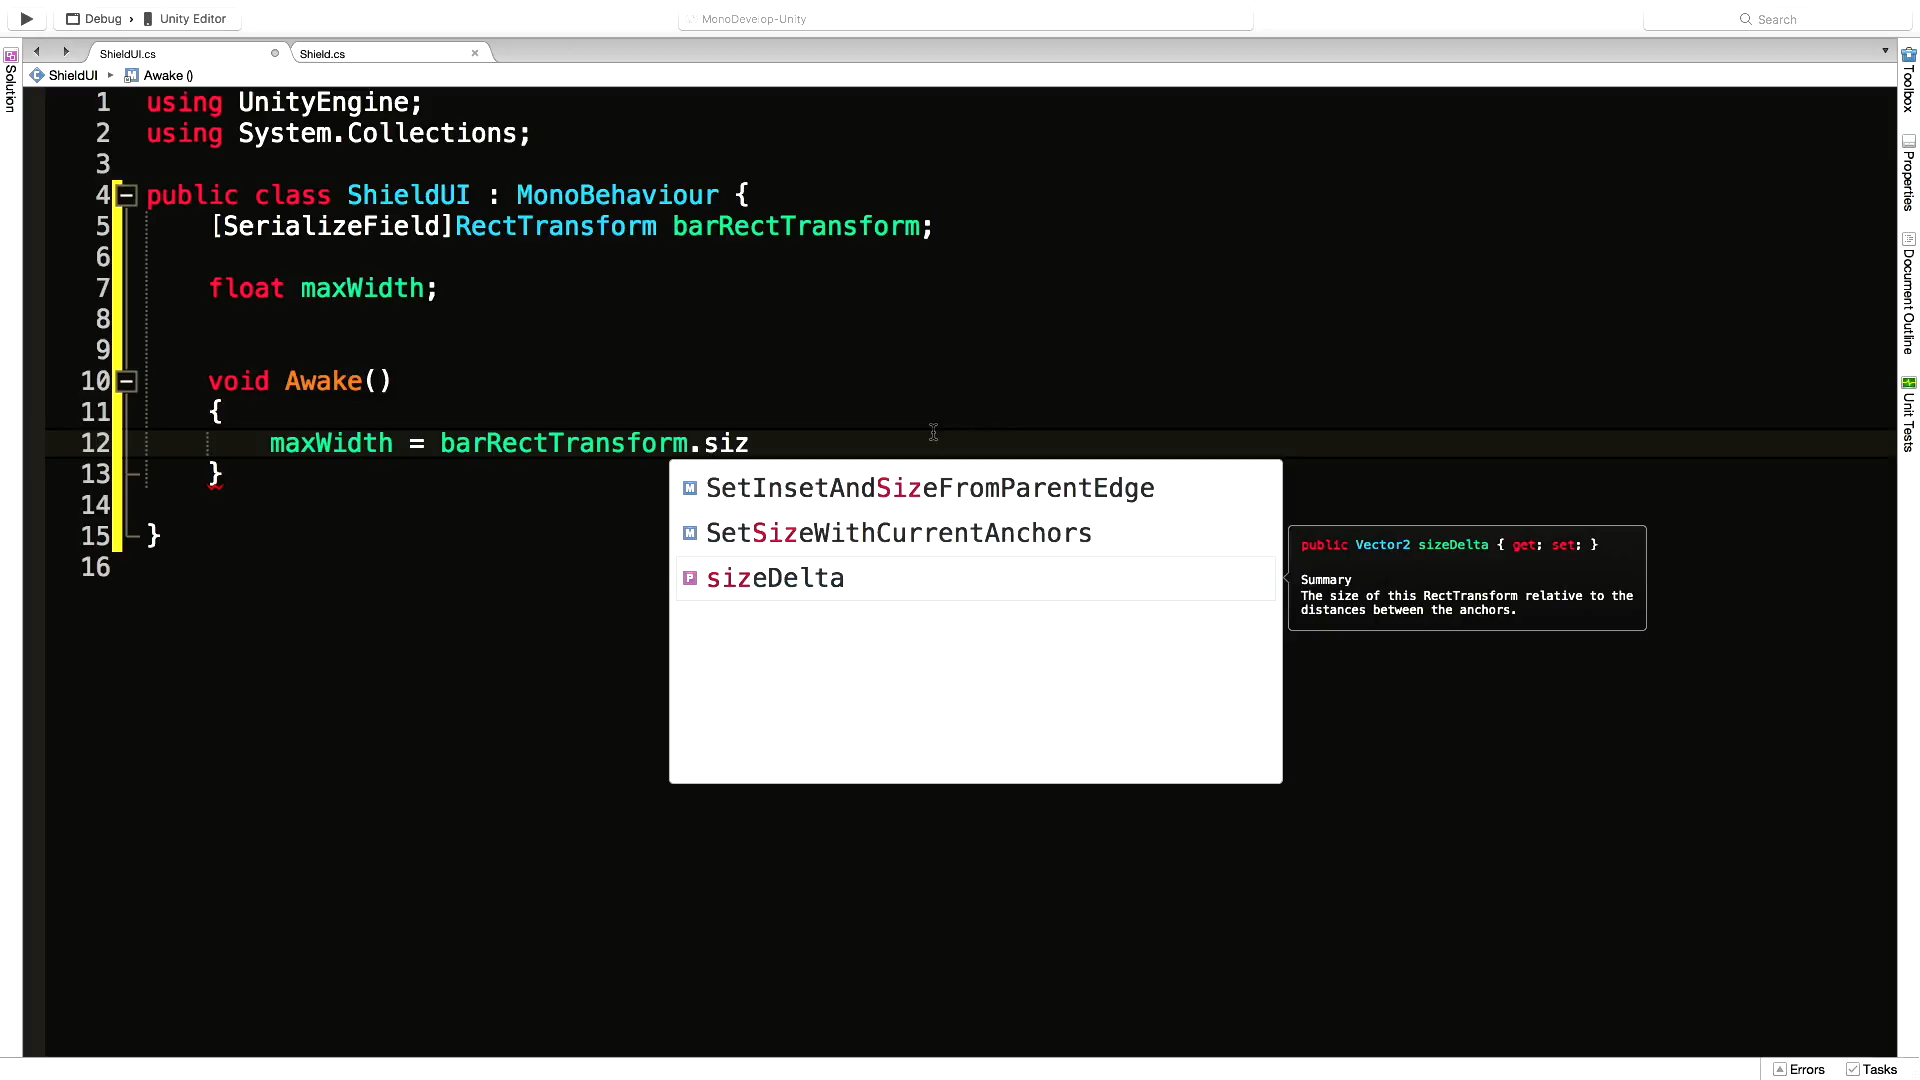 Debug › Unity Editor
MonoDevelop-Unity
Search
ShieldUI.cs
Shield.cs
ShieldUI ▸ Awake ()
Solution
Toolbox
Properties
Document Outline
Unit Tests
1 using UnityEngine;
2 using System.Collections;
3
4 public class ShieldUI : MonoBehaviour {
5 [SerializeField]RectTransform barRectTransform;
6
7 float maxWidth;
8
9
10 void Awake()
11 {
12 maxWidth = barRectTransform.siz
13 }
14
15 }
16
M SetInsetAndSizeFromParentEdge
M SetSizeWithCurrentAnchors
P sizeDelta
public Vector2 sizeDelta { get; set; }
Summary
The size of this RectTransform relative to the
distances between the anchors.
Errors
Tasks